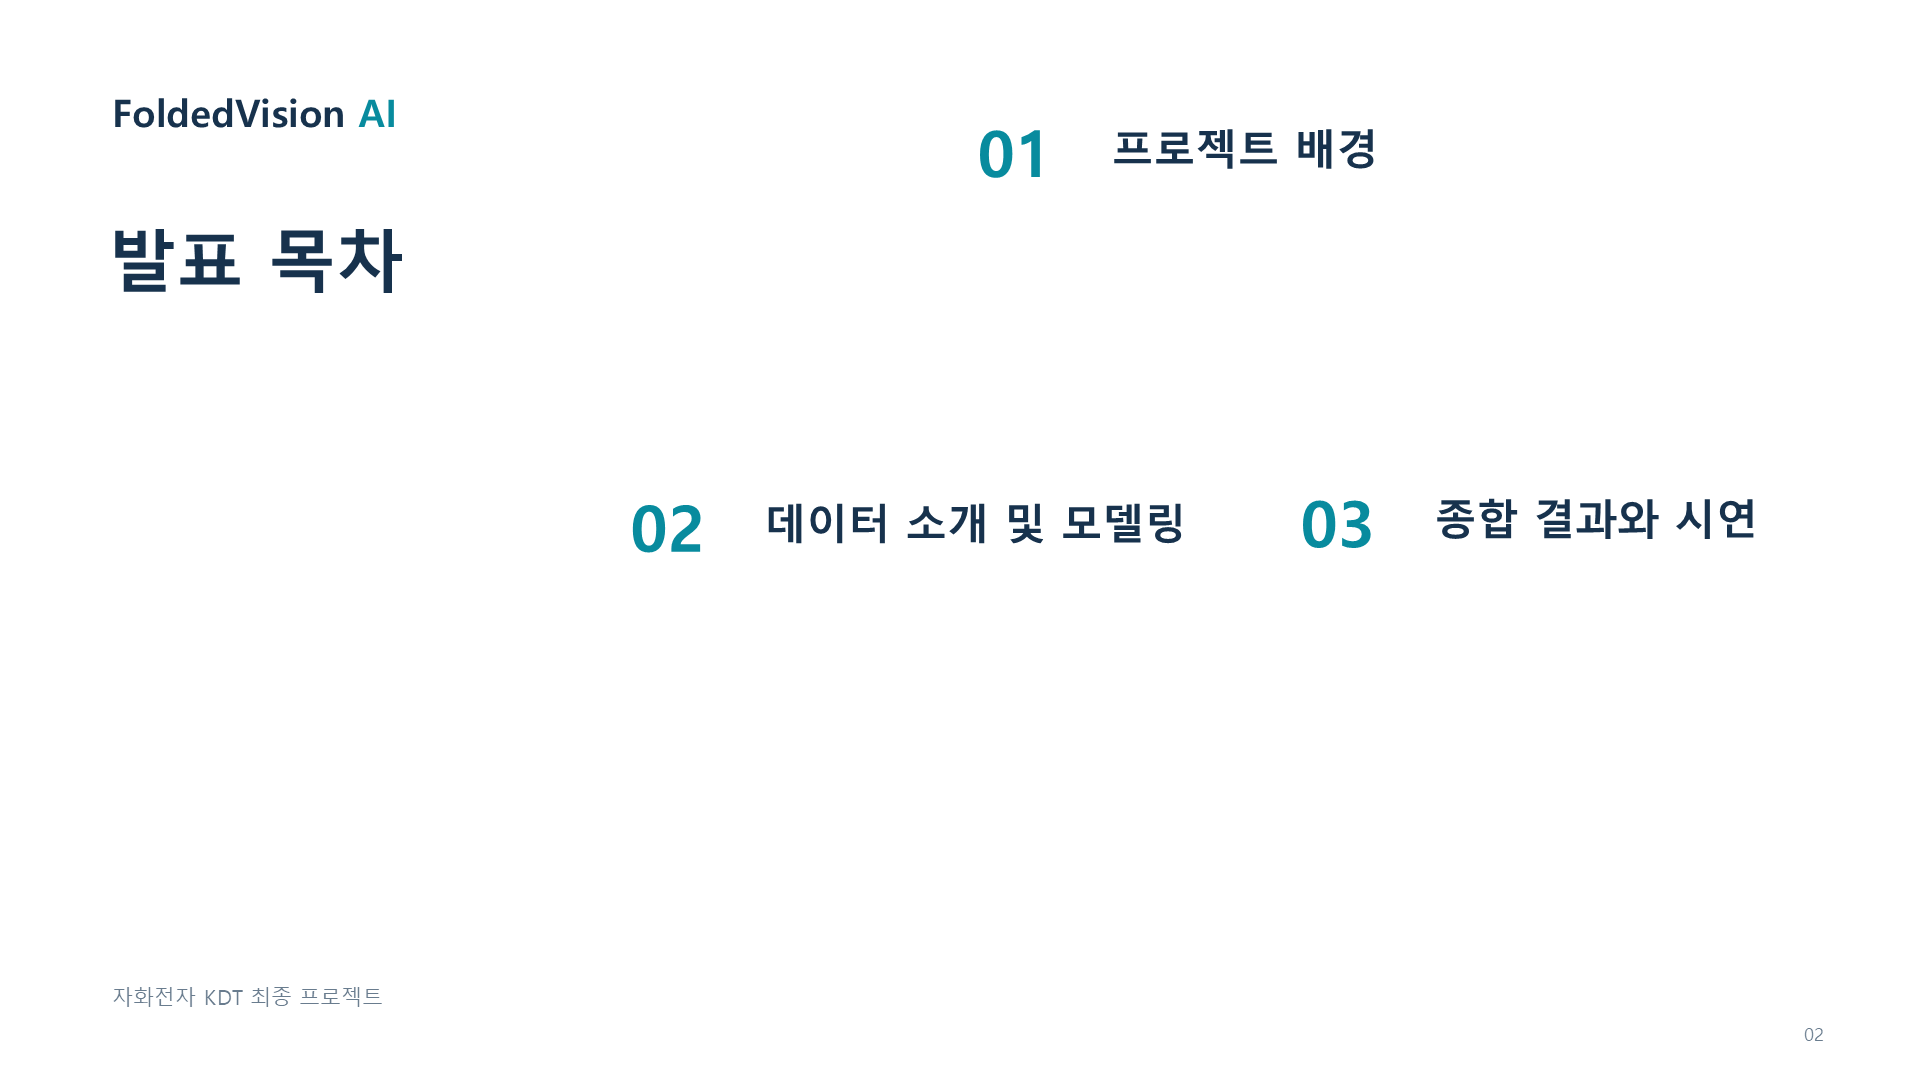 FoldedVision AI
발표 목차
01 프로젝트 배경
02 데이터 소개 및 모델링
03 종합 결과와 시연
자화전자 KDT 최종 프로젝트
02